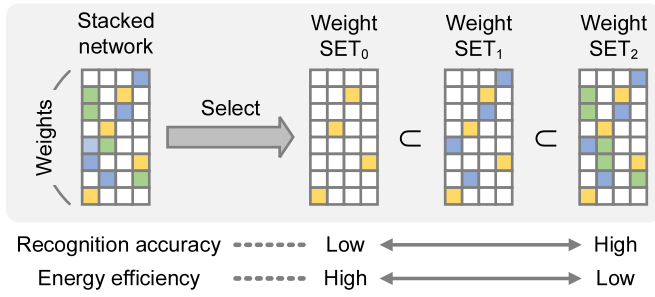 Stacked
network
Weight
SET0
Weight
SET1
Weight
SET2
Weights
Select
⊂
⊂
Recognition accuracy
Low
High
Energy efficiency
High
Low